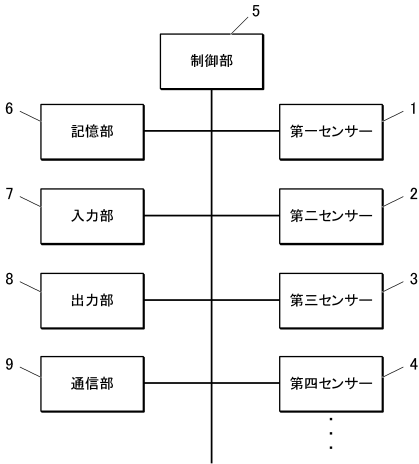 5
制御部
6
記憶部
1
第一センサー
7
入力部
2
第二センサー
8
出力部
3
第三センサー
9
通信部
4
第四センサー